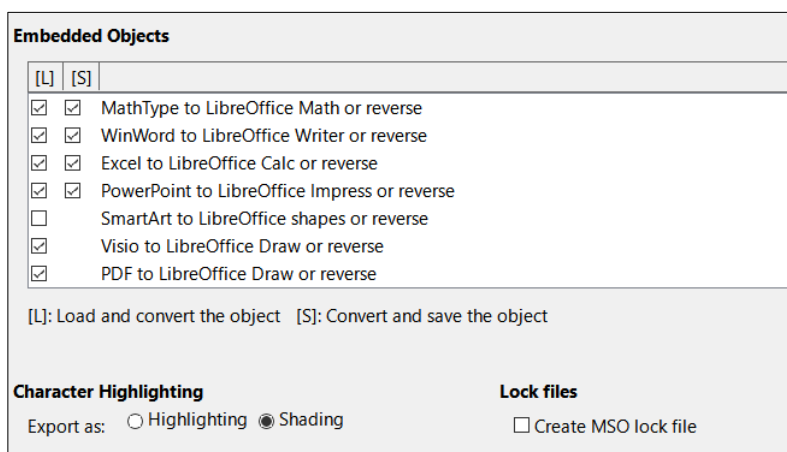 Embedded Objects
[L] [S]
MathType to LibreOffice Math or reverse
WinWord to LibreOffice Writer or reverse
Excel to LibreOffice Calc or reverse
PowerPoint to LibreOffice Impress or reverse
SmartArt to LibreOffice shapes or reverse
Visio to LibreOffice Draw or reverse
PDF to LibreOffice Draw or reverse
[L]: Load and convert the object [S]: Convert and save the object
Character Highlighting
Export as: Highlighting Shading
Lock files
Create MSO lock file